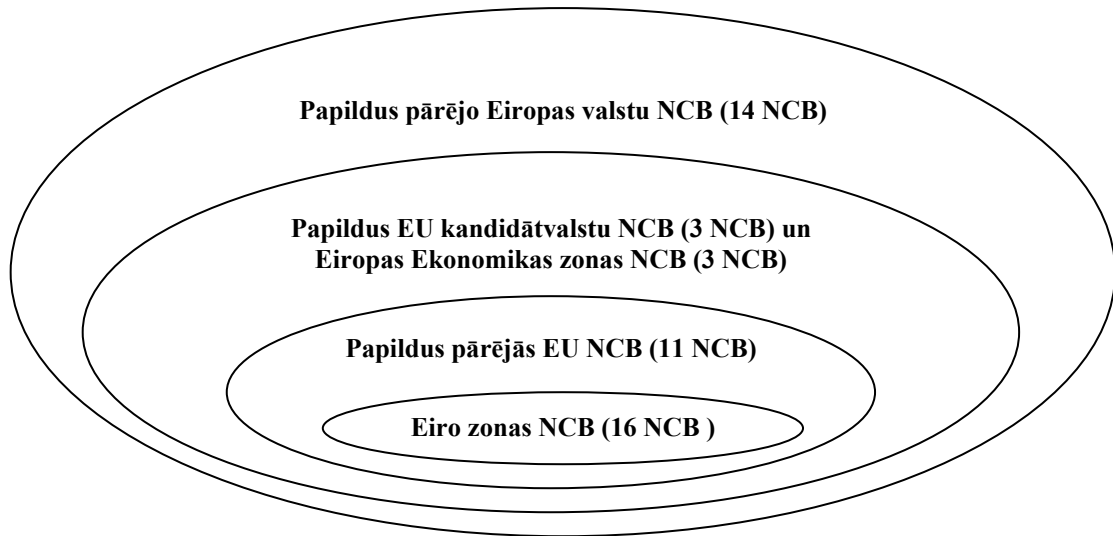 Papildus pārējo Eiropas valstu NCB (14 NCB)
Papildus EU kandidātvalstu NCB (3 NCB) un
Eiropas Ekonomikas zonas NCB (3 NCB)
Papildus pārējās EU NCB (11 NCB)
Eiro zonas NCB (16 NCB )